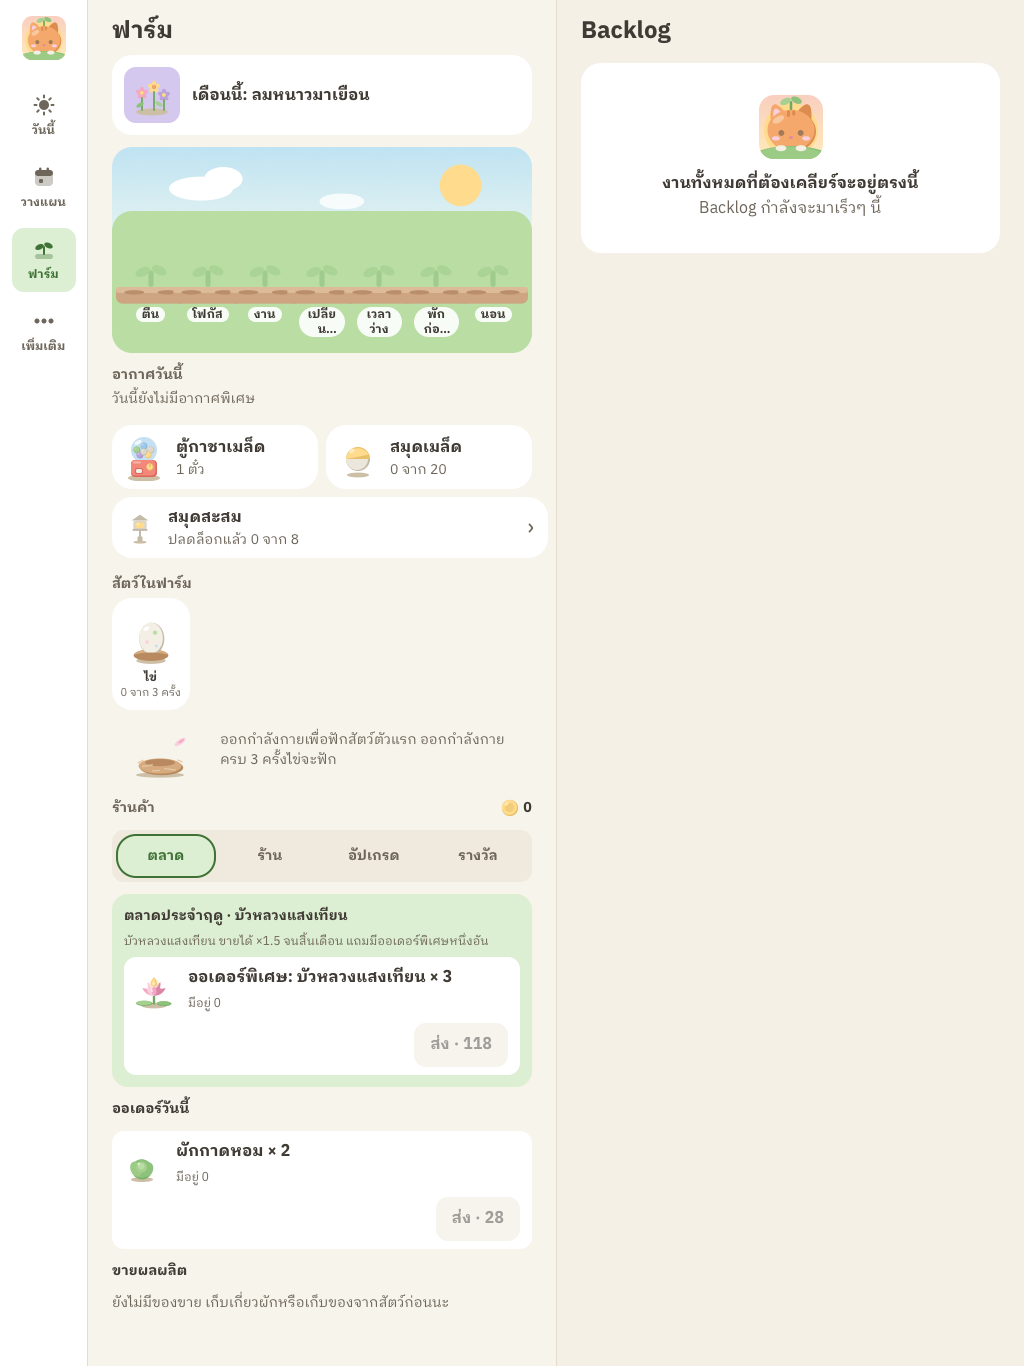 วันนี้
วางแผน
ฟาร์ม
เพิ่มเติม
ฟาร์ม
เดือนนี้: ลมหนาวมาเยือน
ตื่น
โฟกัส
งาน
เปลี่ย
น...
เวลา
ว่าง
พัก
ก่อ...
นอน
อากาศวันนี้
วันนี้ยังไม่มีอากาศพิเศษ
ตู้กาชาเมล็ด
1 ตั๋ว
สมุดเมล็ด
0 จาก 20
สมุดสะสม
ปลดล็อกแล้ว 0 จาก 8
สัตว์ในฟาร์ม
ไข่
0 จาก 3 ครั้ง
ออกกำลังกายเพื่อฟักสัตว์ตัวแรก ออกกำลังกาย
ครบ 3 ครั้งไข่จะฟัก
ร้านค้า
0
ตลาด
ร้าน
อัปเกรด
รางวัล
ตลาดประจำฤดู · บัวหลวงแสงเทียน
บัวหลวงแสงเทียน ขายได้ ×1.5 จนสิ้นเดือน แถมมีออเดอร์พิเศษหนึ่งอัน
ออเดอร์พิเศษ: บัวหลวงแสงเทียน × 3
มีอยู่ 0
ส่ง · 118
ออเดอร์วันนี้
ผักกาดหอม × 2
มีอยู่ 0
ส่ง · 28
ขายผลผลิต
ยังไม่มีของขาย เก็บเกี่ยวผักหรือเก็บของจากสัตว์ก่อนนะ
Backlog
งานทั้งหมดที่ต้องเคลียร์จะอยู่ตรงนี้
Backlog กำลังจะมาเร็วๆ นี้